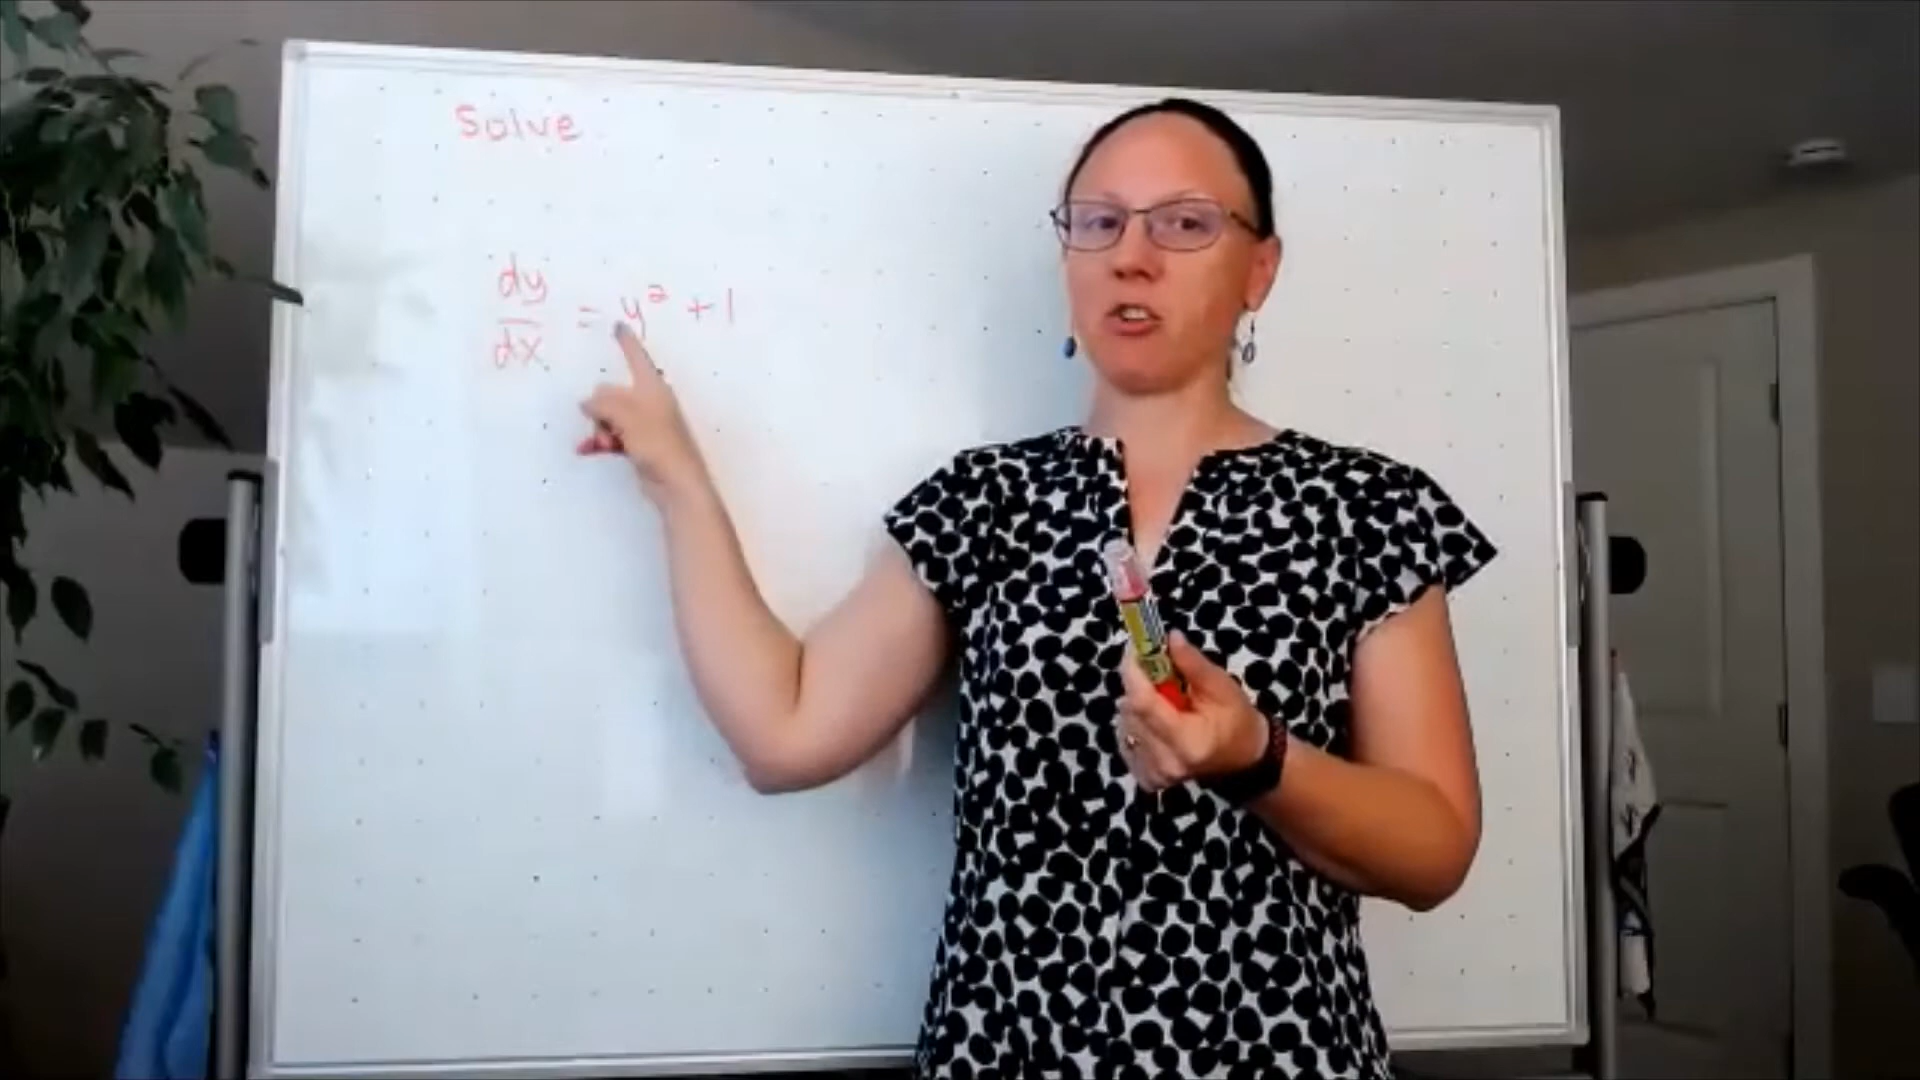 Solve
dy/dx = y² + 1